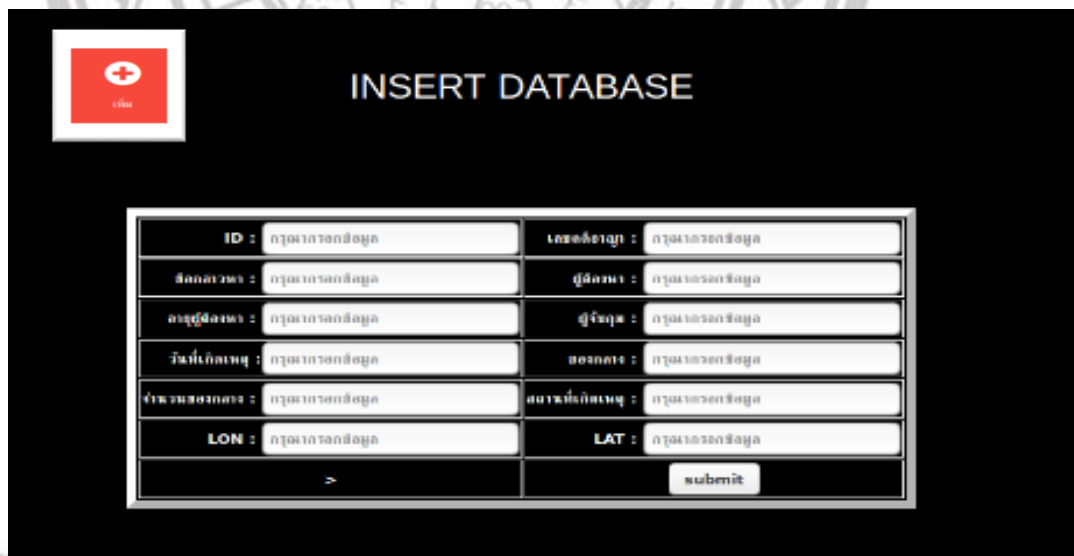 เพิ่ม
INSERT DATABASE
ID : กรุณากรอกข้อมูล เลขคดีอาญา : กรุณากรอกข้อมูล
ข้อกล่าวหา : กรุณากรอกข้อมูล ผู้ต้องหา : กรุณากรอกข้อมูล
อายุผู้ต้องหา : กรุณากรอกข้อมูล ผู้จับกุม : กรุณากรอกข้อมูล
วันที่เกิดเหตุ : กรุณากรอกข้อมูล ของกลาง : กรุณากรอกข้อมูล
จำนวนของกลาง : กรุณากรอกข้อมูล สถานที่เกิดเหตุ : กรุณากรอกข้อมูล
LON : กรุณากรอกข้อมูล LAT : กรุณากรอกข้อมูล
> submit